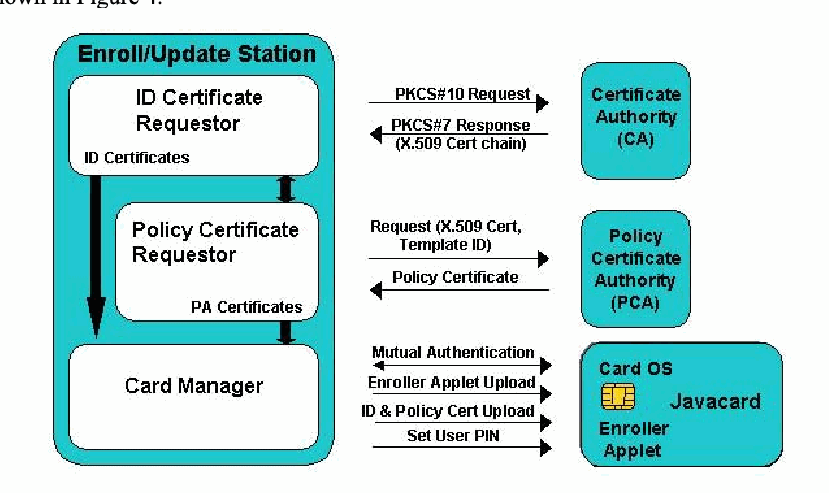 nown in Figure 4.
Enroll/Update Station
ID Certificate
Requestor
ID Certificates
PKCS#10 Request
PKCS#7 Response
(X.509 Cert chain)
Certificate
Authority
(CA)
Policy Certificate
Requestor
PA Certificates
Request (X.509 Cert,
Template ID)
Policy Certificate
Policy
Certificate
Authority
(PCA)
Card Manager
Mutual Authentication
Enroller Applet Upload
ID & Policy Cert Upload
Set User PIN
Card OS
Javacard
Enroller
Applet